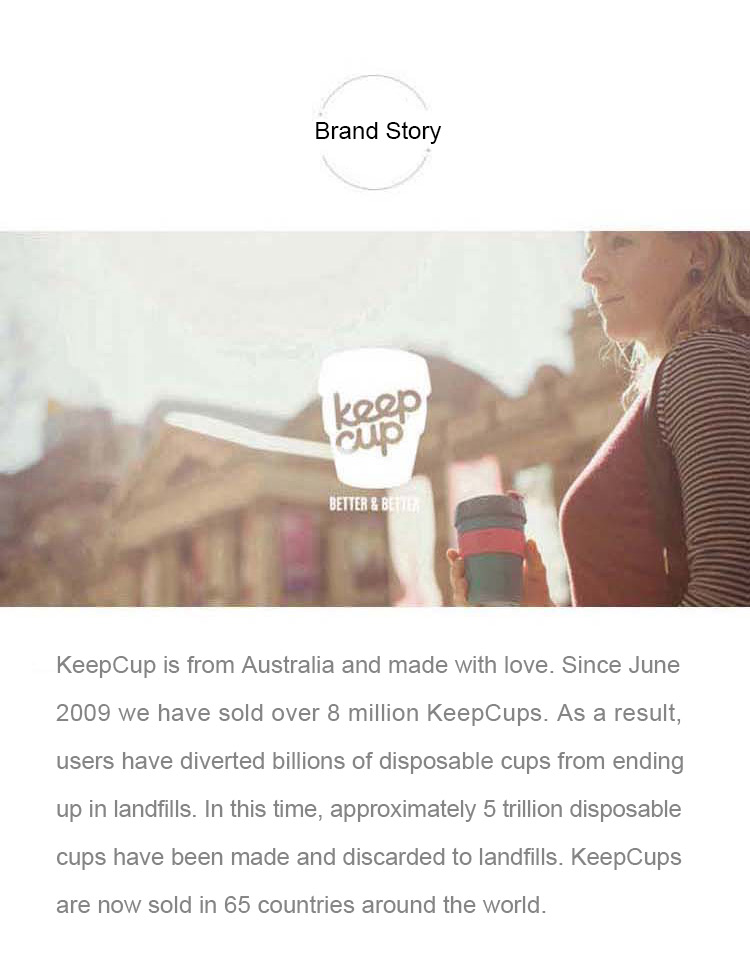 Brand Story
keep
cup
BETTER & BETTER
KeepCup is from Australia and made with love. Since June
2009 we have sold over 8 million KeepCups. As a result,
users have diverted billions of disposable cups from ending
up in landfills. In this time, approximately 5 trillion disposable
cups have been made and discarded to landfills. KeepCups
are now sold in 65 countries around the world.